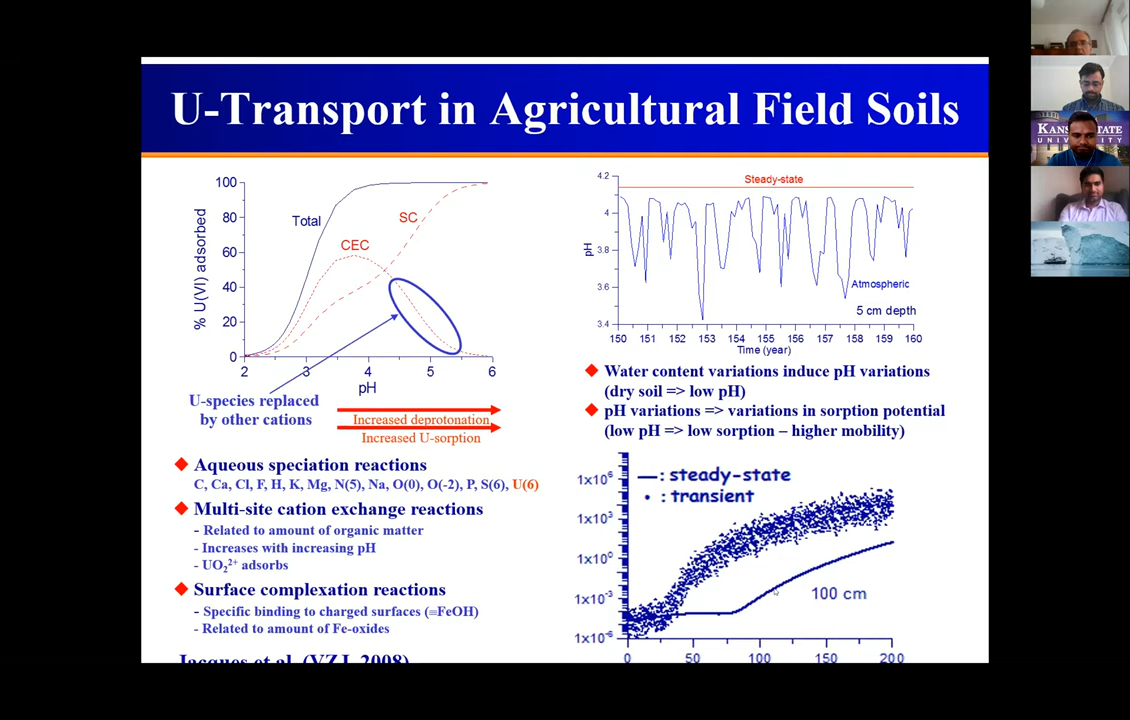 U-Transport in Agricultural Field Soils
100
80
60
40
20
0
% U(VI) adsorbed
Total
SC
CEC
2 3 4 5 6
pH
U-species replaced
by other cations
Increased deprotonation
Increased U-sorption
◆ Aqueous speciation reactions
C, Ca, Cl, F, H, K, Mg, N(5), Na, O(0), O(-2), P, S(6), U(6)
◆ Multi-site cation exchange reactions
- Related to amount of organic matter
- Increases with increasing pH
- UO₂²⁺ adsorbs
◆ Surface complexation reactions
- Specific binding to charged surfaces (≡FeOH)
- Related to amount of Fe-oxides
Jacques et al. (VZJ, 2008)
4.2
4
3.8
3.6
3.4
pH
Steady-state
Atmospheric
5 cm depth
150 151 152 153 154 155 156 157 158 159 160
Time (year)
◆ Water content variations induce pH variations
(dry soil => low pH)
◆ pH variations => variations in sorption potential
(low pH => low sorption – higher mobility)
— : steady-state
• : transient
1x10⁶
1x10³
1x10⁰
1x10⁻³
1x10⁻⁶
100 cm
0 50 100 150 200
KANSAS STATE
UNIVERSITY